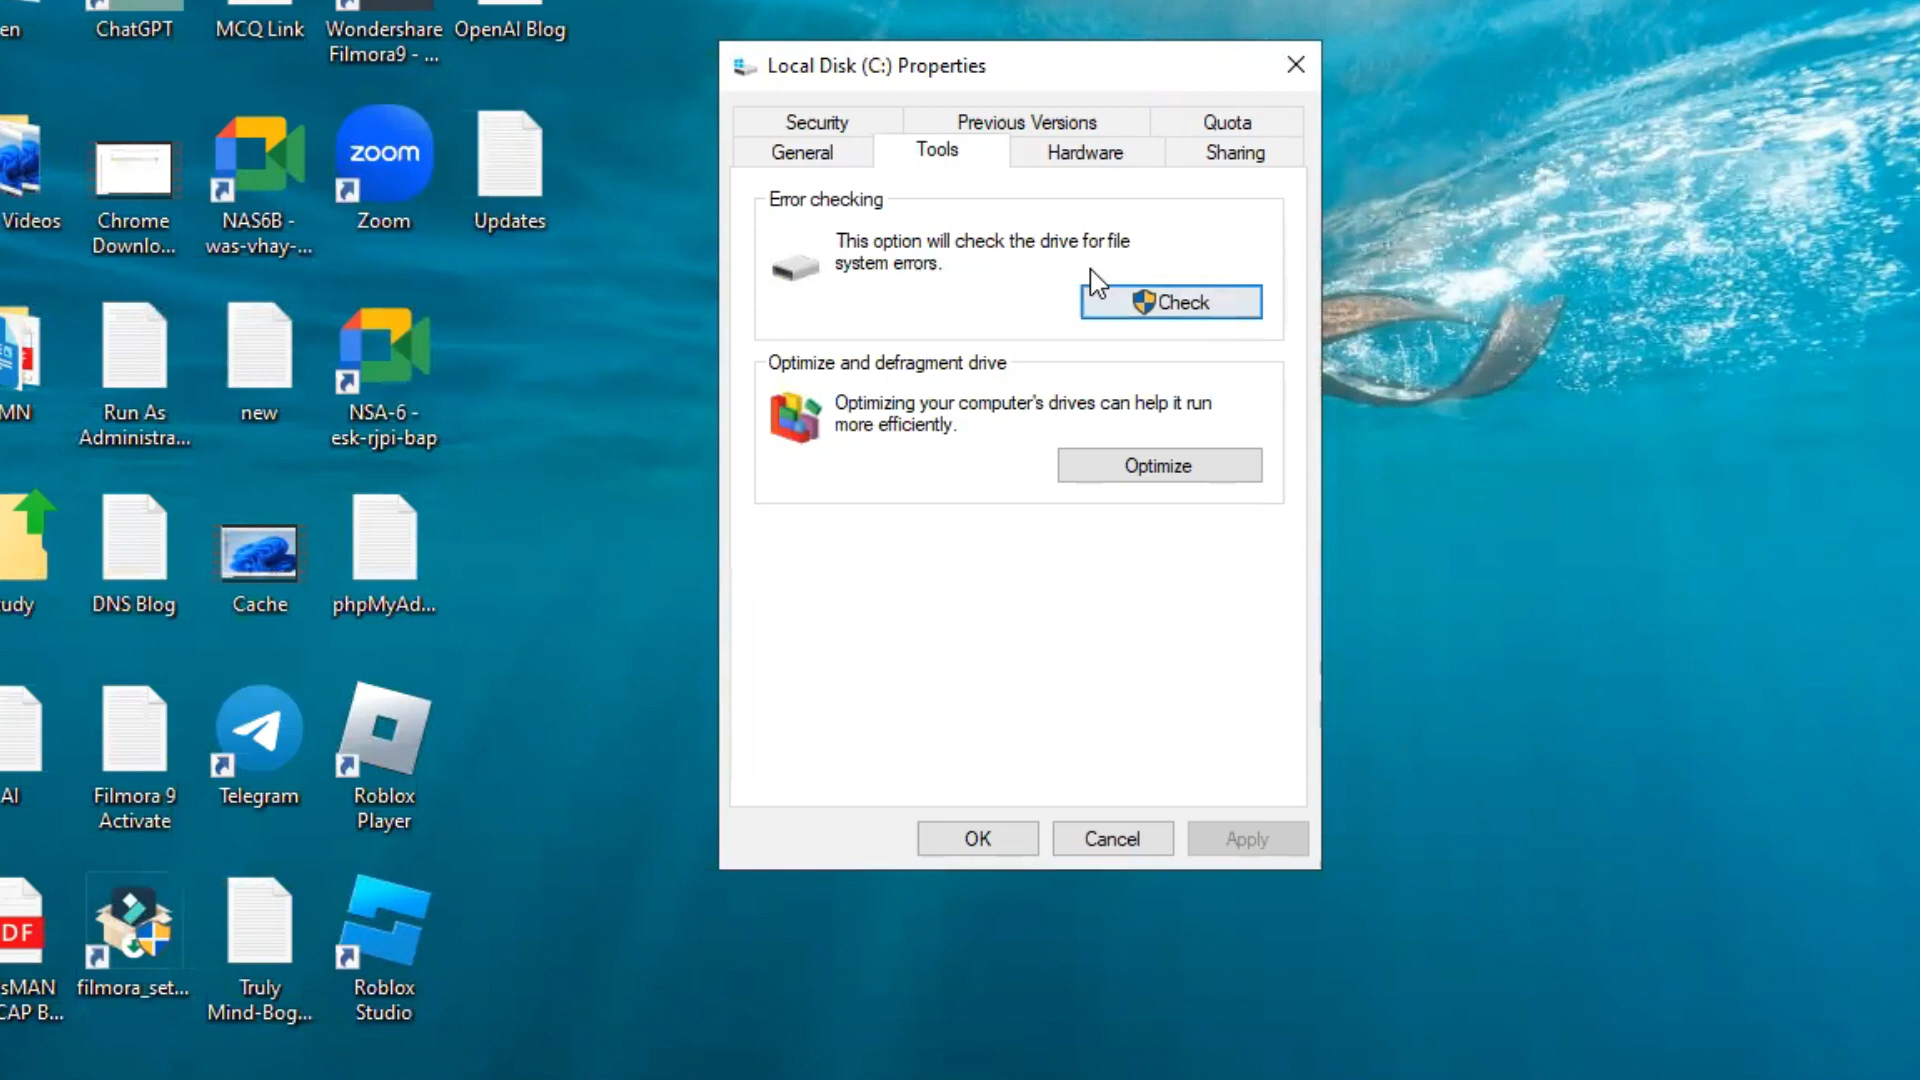 en
ChatGPT
MCQ Link
Wondershare
Filmora9 - ...
OpenAI Blog
Videos
Chrome
Downlo...
NAS6B -
was-vhay-...
zoom
Zoom
Updates
MN
Run As
Administra...
new
NSA-6 -
esk-rjpi-bap
udy
DNS Blog
Cache
phpMyAd...
AI
Filmora 9
Activate
Telegram
Roblox
Player
DF
sMAN
CAP B...
filmora_set...
Truly
Mind-Bog...
Roblox
Studio
Local Disk (C:) Properties
Security
Previous Versions
Quota
General
Tools
Hardware
Sharing
Error checking
This option will check the drive for file
system errors.
Check
Optimize and defragment drive
Optimizing your computer's drives can help it run
more efficiently.
Optimize
OK
Cancel
Apply